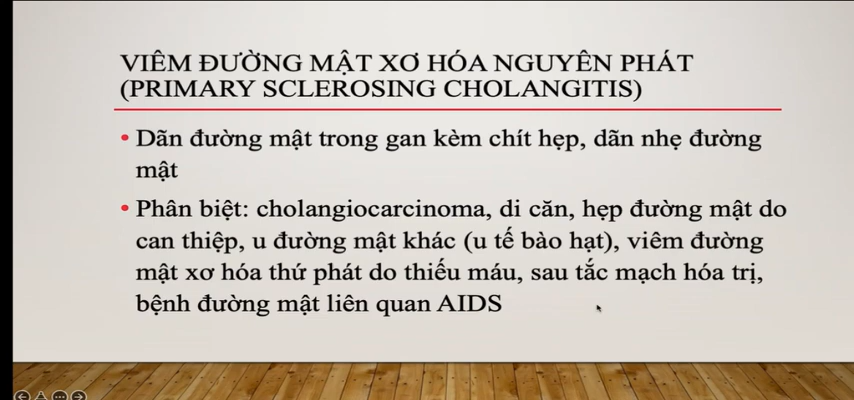 VIÊM ĐƯỜNG MẬT XƠ HÓA NGUYÊN PHÁT
(PRIMARY SCLEROSING CHOLANGITIS)
• Dãn đường mật trong gan kèm chít hẹp, dãn nhẹ đường
mật
• Phân biệt: cholangiocarcinoma, di căn, hẹp đường mật do
can thiệp, u đường mật khác (u tế bào hạt), viêm đường
mật xơ hóa thứ phát do thiếu máu, sau tắc mạch hóa trị,
bệnh đường mật liên quan AIDS